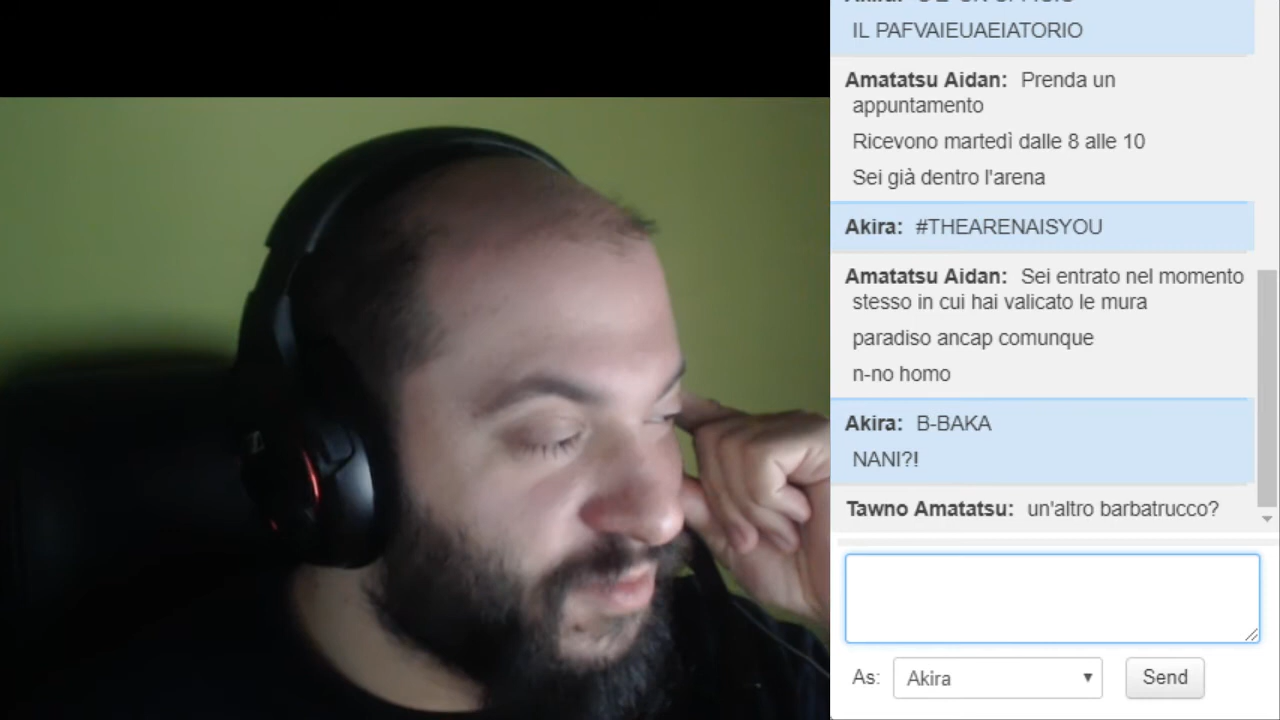 Akira:
IL PAFVAIEUAEIATORIO
Amatatsu Aidan: Prenda un
appuntamento
Ricevono martedì dalle 8 alle 10
Sei già dentro l'arena
Akira: #THEARENAISYOU
Amatatsu Aidan: Sei entrato nel momento
stesso in cui hai valicato le mura
paradiso ancap comunque
n-no homo
Akira: B-BAKA
NANI?!
Tawno Amatatsu: un'altro barbatrucco?
As: Akira Send